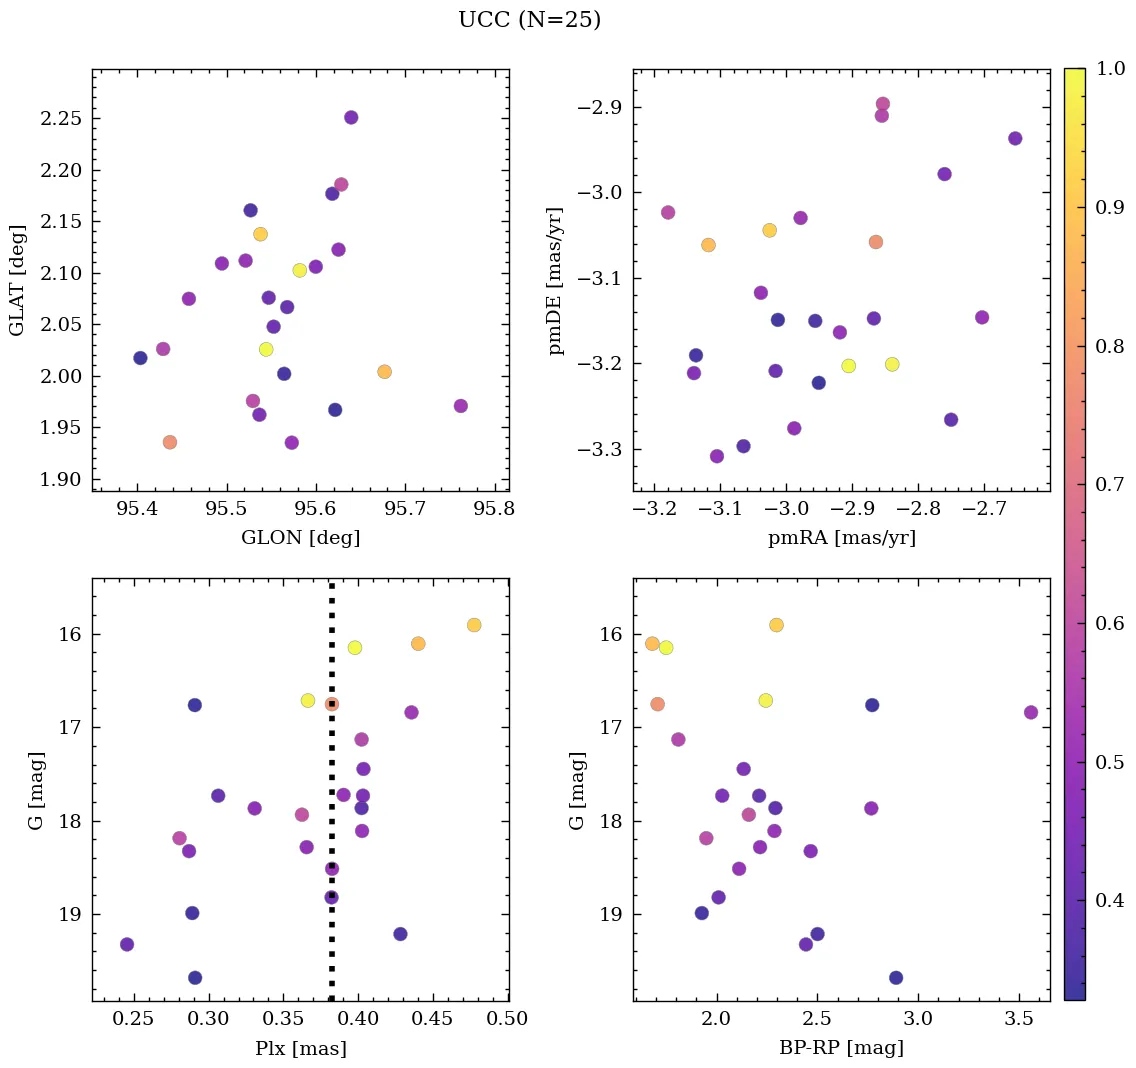 UCC (N=25)
2.25
2.20
2.15
2.10
2.05
2.00
1.95
1.90
GLAT [deg]
95.4 95.5 95.6 95.7 95.8
GLON [deg]
−2.9
−3.0
−3.1
−3.2
−3.3
pmDE [mas/yr]
−3.2 −3.1 −3.0 −2.9 −2.8 −2.7
pmRA [mas/yr]
16
17
18
19
G [mag]
0.25 0.30 0.35 0.40 0.45 0.50
Plx [mas]
16
17
18
19
G [mag]
2.0 2.5 3.0 3.5
BP-RP [mag]
1.0
0.9
0.8
0.7
0.6
0.5
0.4